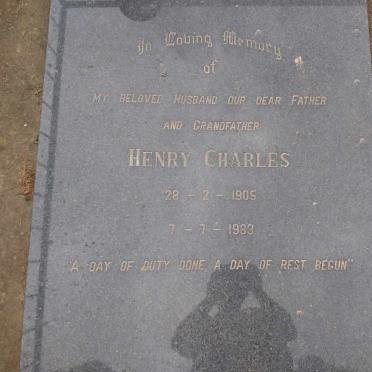 In Loving Memory
of
MY BELOVED HUSBAND OUR DEAR FATHER
AND GRANDFATHER
HENRY CHARLES
28 - 2 - 1905
7 - 7 - 1983
"A DAY OF DUTY DONE A DAY OF REST BEGUN"